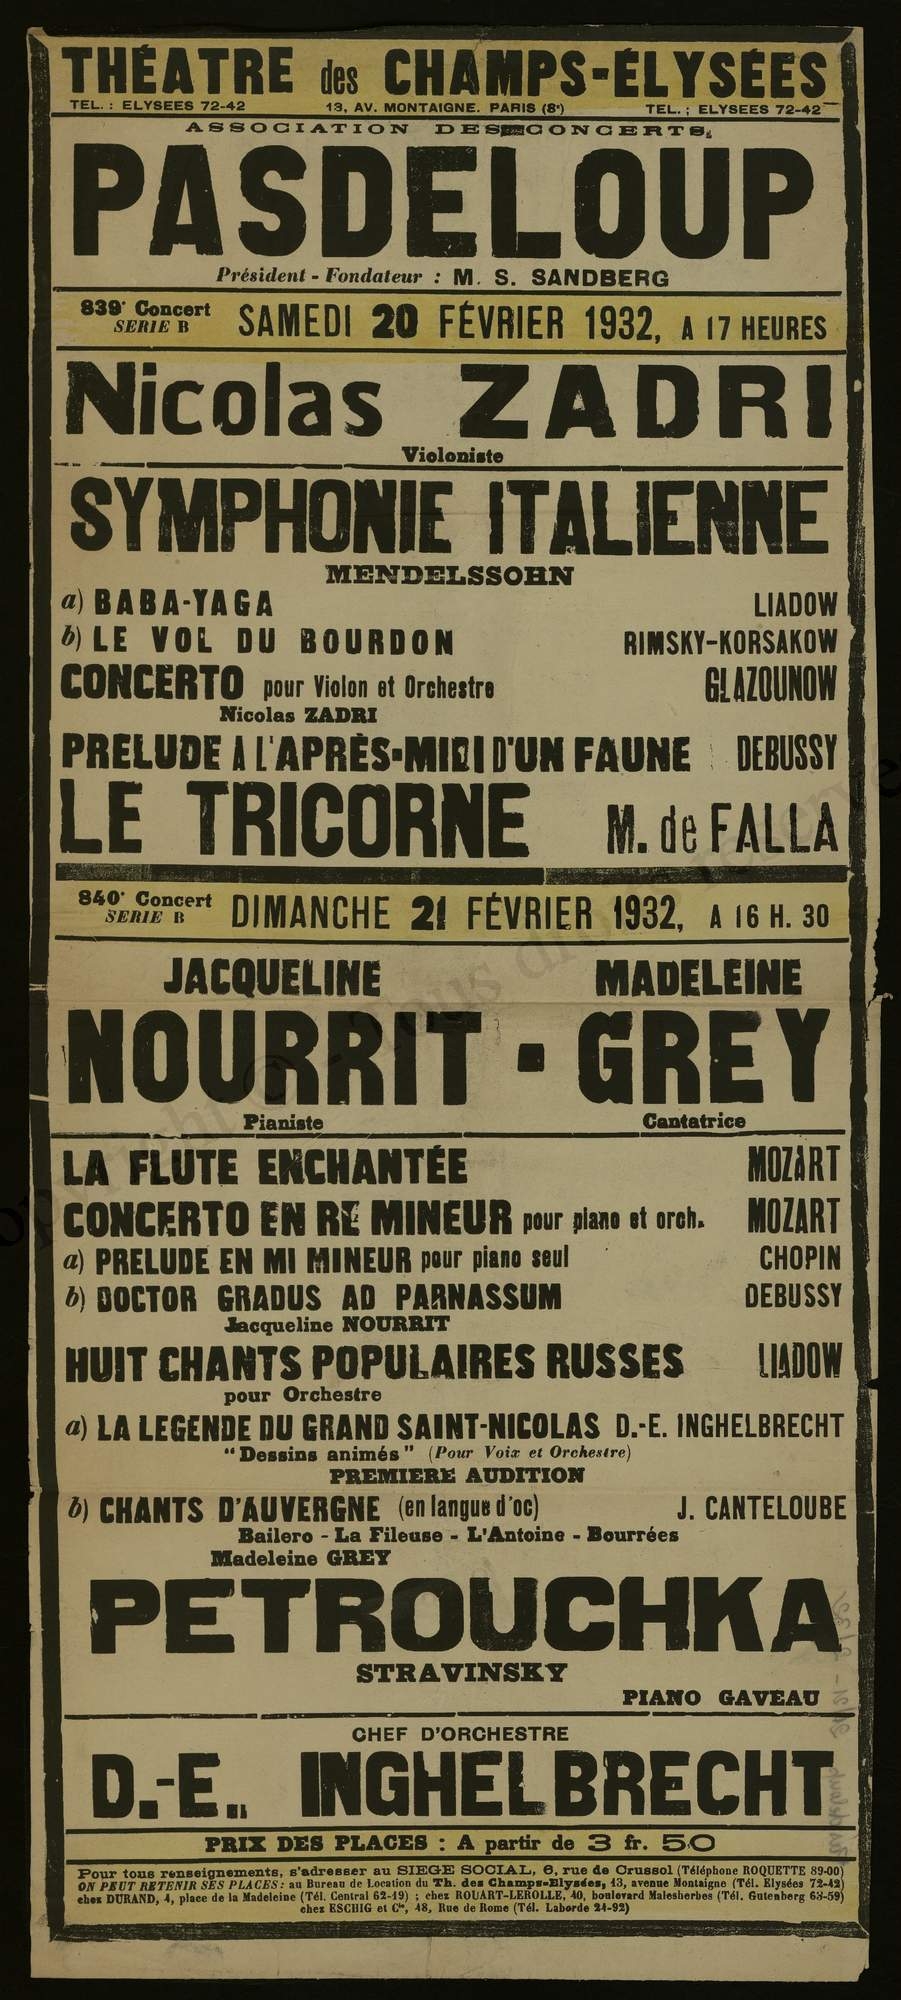 THÉATRE des CHAMPS-ÉLYSÉES
TEL. : ELYSEES 72-42 13, AV. MONTAIGNE. PARIS (8e) TEL. ; ELYSEES 72-42
ASSOCIATION DES CONCERTS
PASDELOUP
Président - Fondateur : M. S. SANDBERG
839e Concert
SERIE B
SAMEDI 20 FÉVRIER 1932, A 17 HEURES
Nicolas ZADRI
Violoniste
SYMPHONIE ITALIENNE
MENDELSSOHN
a) BABA-YAGA LIADOW
b) LE VOL DU BOURDON RIMSKY-KORSAKOW
CONCERTO pour Violon et Orchestre GLAZOUNOW
Nicolas ZADRI
PRELUDE A L'APRÈS-MIDI D'UN FAUNE DEBUSSY
LE TRICORNE M. de FALLA
840e Concert
SERIE B
DIMANCHE 21 FÉVRIER 1932, A 16 H. 30
JACQUELINE MADELEINE
NOURRIT - GREY
Pianiste Cantatrice
LA FLUTE ENCHANTÉE MOZART
CONCERTO EN RE MINEUR pour piano et orch. MOZART
a) PRELUDE EN MI MINEUR pour piano seul CHOPIN
b) DOCTOR GRADUS AD PARNASSUM DEBUSSY
Jacqueline NOURRIT
HUIT CHANTS POPULAIRES RUSSES LIADOW
pour Orchestre
a) LA LEGENDE DU GRAND SAINT-NICOLAS D.-E. INGHELBRECHT
"Dessins animés" (Pour Voix et Orchestre)
PREMIERE AUDITION
b) CHANTS D'AUVERGNE (en langue d'oc) J. CANTELOUBE
Bailero - La Fileuse - L'Antoine - Bourrées
Madeleine GREY
PETROUCHKA
STRAVINSKY
PIANO GAVEAU
CHEF D'ORCHESTRE
D.-E. INGHELBRECHT
PRIX DES PLACES : A partir de 3 fr. 50
Pour tous renseignements, s'adresser au SIEGE SOCIAL, 6, rue de Crussol (Téléphone ROQUETTE 89-00)
ON PEUT RETENIR SES PLACES : au Bureau de Location du Th. des Champs-Elysées, 13, avenue Montaigne (Tél. Elysées 72-42)
chez DURAND, 4, place de la Madeleine (Tél. Central 62-19) ; chez ROUART-LEROLLE, 40, boulevard Malesherbes (Tél. Gutenberg 63-59)
chez ESCHIG et Cie, 48, Rue de Rome (Tél. Laborde 24-92)